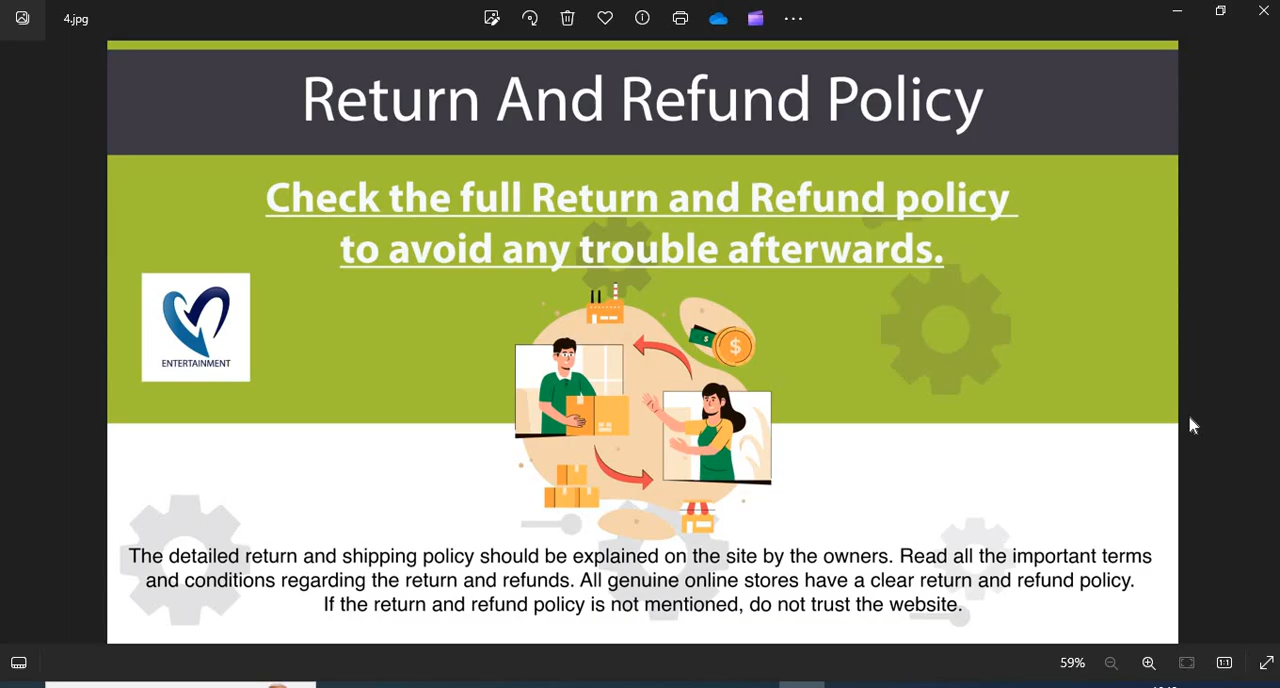 4.jpg
Return And Refund Policy
Check the full Return and Refund policy
to avoid any trouble afterwards.
ENTERTAINMENT
The detailed return and shipping policy should be explained on the site by the owners. Read all the important terms
and conditions regarding the return and refunds. All genuine online stores have a clear return and refund policy.
If the return and refund policy is not mentioned, do not trust the website.
59%
1:1